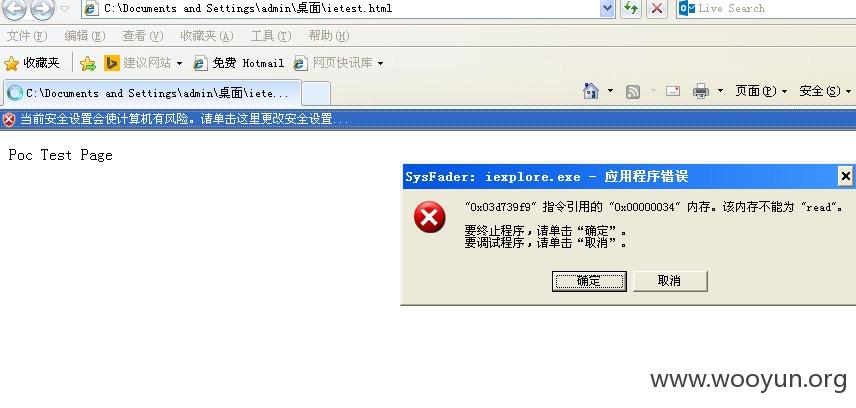 C:\Documents and Settings\admin\桌面\ietest.html
Live Search
文件(F) 编辑(E) 查看(V) 收藏夹(A) 工具(T) 帮助(H)
收藏夹 建议网站 免费 Hotmail 网页快讯库
C:\Documents and Settings\admin\桌面\iete...
页面(P) 安全(S)
当前安全设置会使计算机有风险。请单击这里更改安全设置...
Poc Test Page
SysFader: iexplore.exe - 应用程序错误
"0x03d739f9" 指令引用的 "0x00000034" 内存。该内存不能为 "read"。
要终止程序，请单击“确定”。
要调试程序，请单击“取消”。
确定 取消
www.wooyun.org